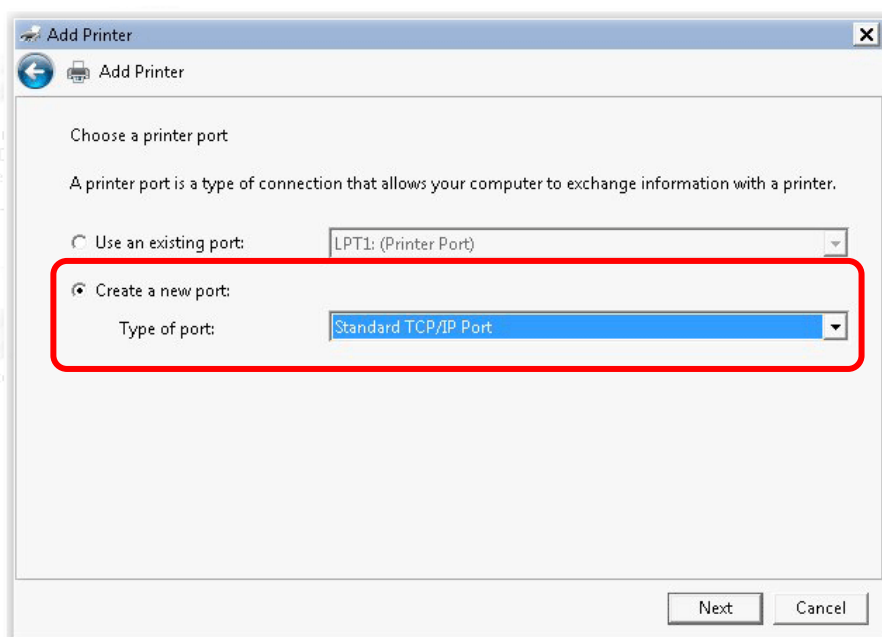 Add Printer
Add Printer
Choose a printer port
A printer port is a type of connection that allows your computer to exchange information with a printer.
Use an existing port: LPT1: (Printer Port)
Create a new port:
Type of port: Standard TCP/IP Port
Next Cancel